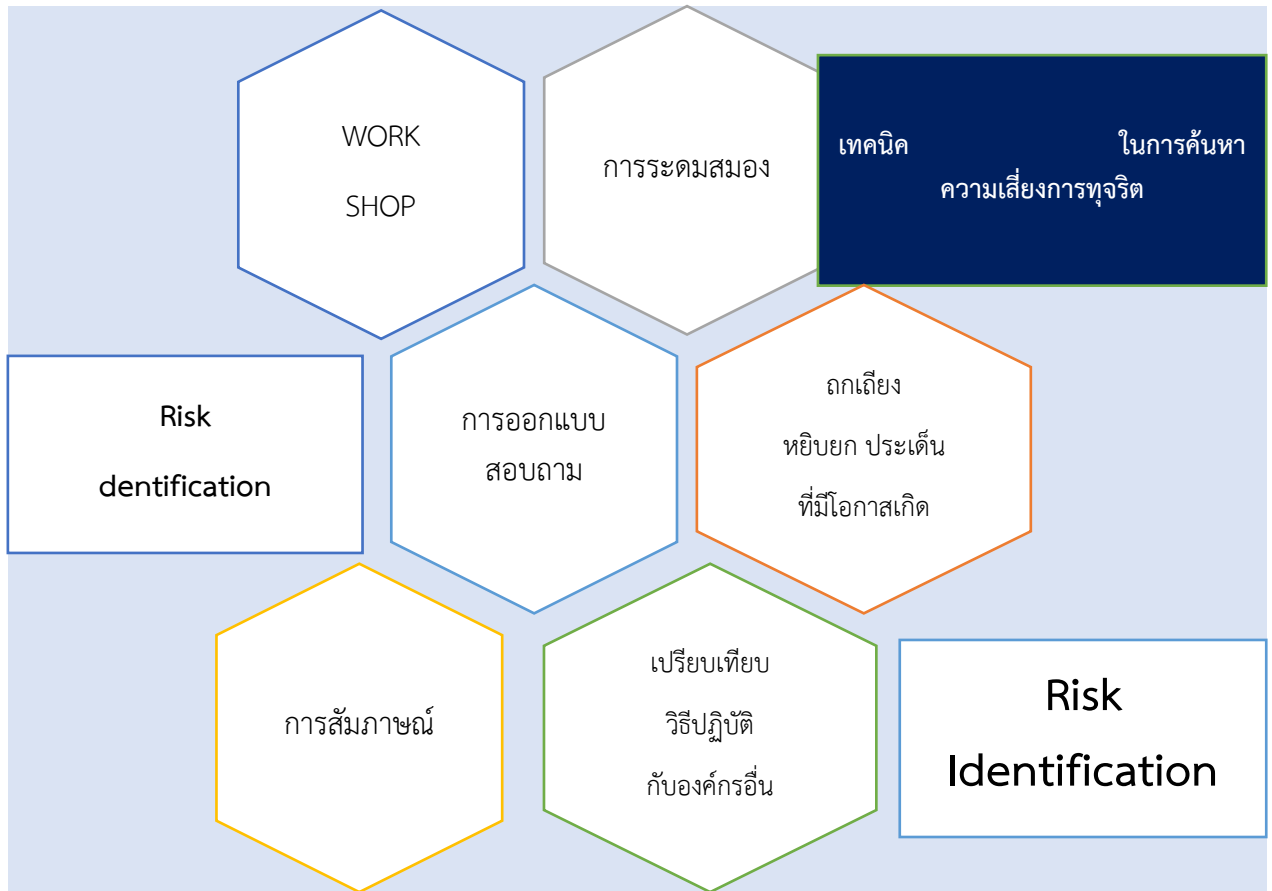 WORK
SHOP
การระดมสมอง
เทคนิค ในการค้นหา
ความเสี่ยงการทุจริต
Risk
dentification
การออกแบบ
สอบถาม
ถกเถียง
หยิบยก ประเด็น
ที่มีโอกาสเกิด
การสัมภาษณ์
เปรียบเทียบ
วิธีปฏิบัติ
กับองค์กรอื่น
Risk
Identification